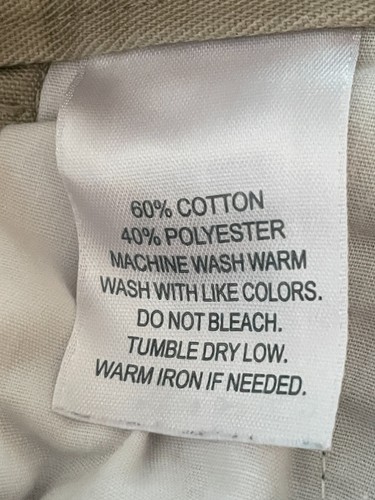 60% COTTON
40% POLYESTER
MACHINE WASH WARM
WASH WITH LIKE COLORS.
DO NOT BLEACH.
TUMBLE DRY LOW.
WARM IRON IF NEEDED.